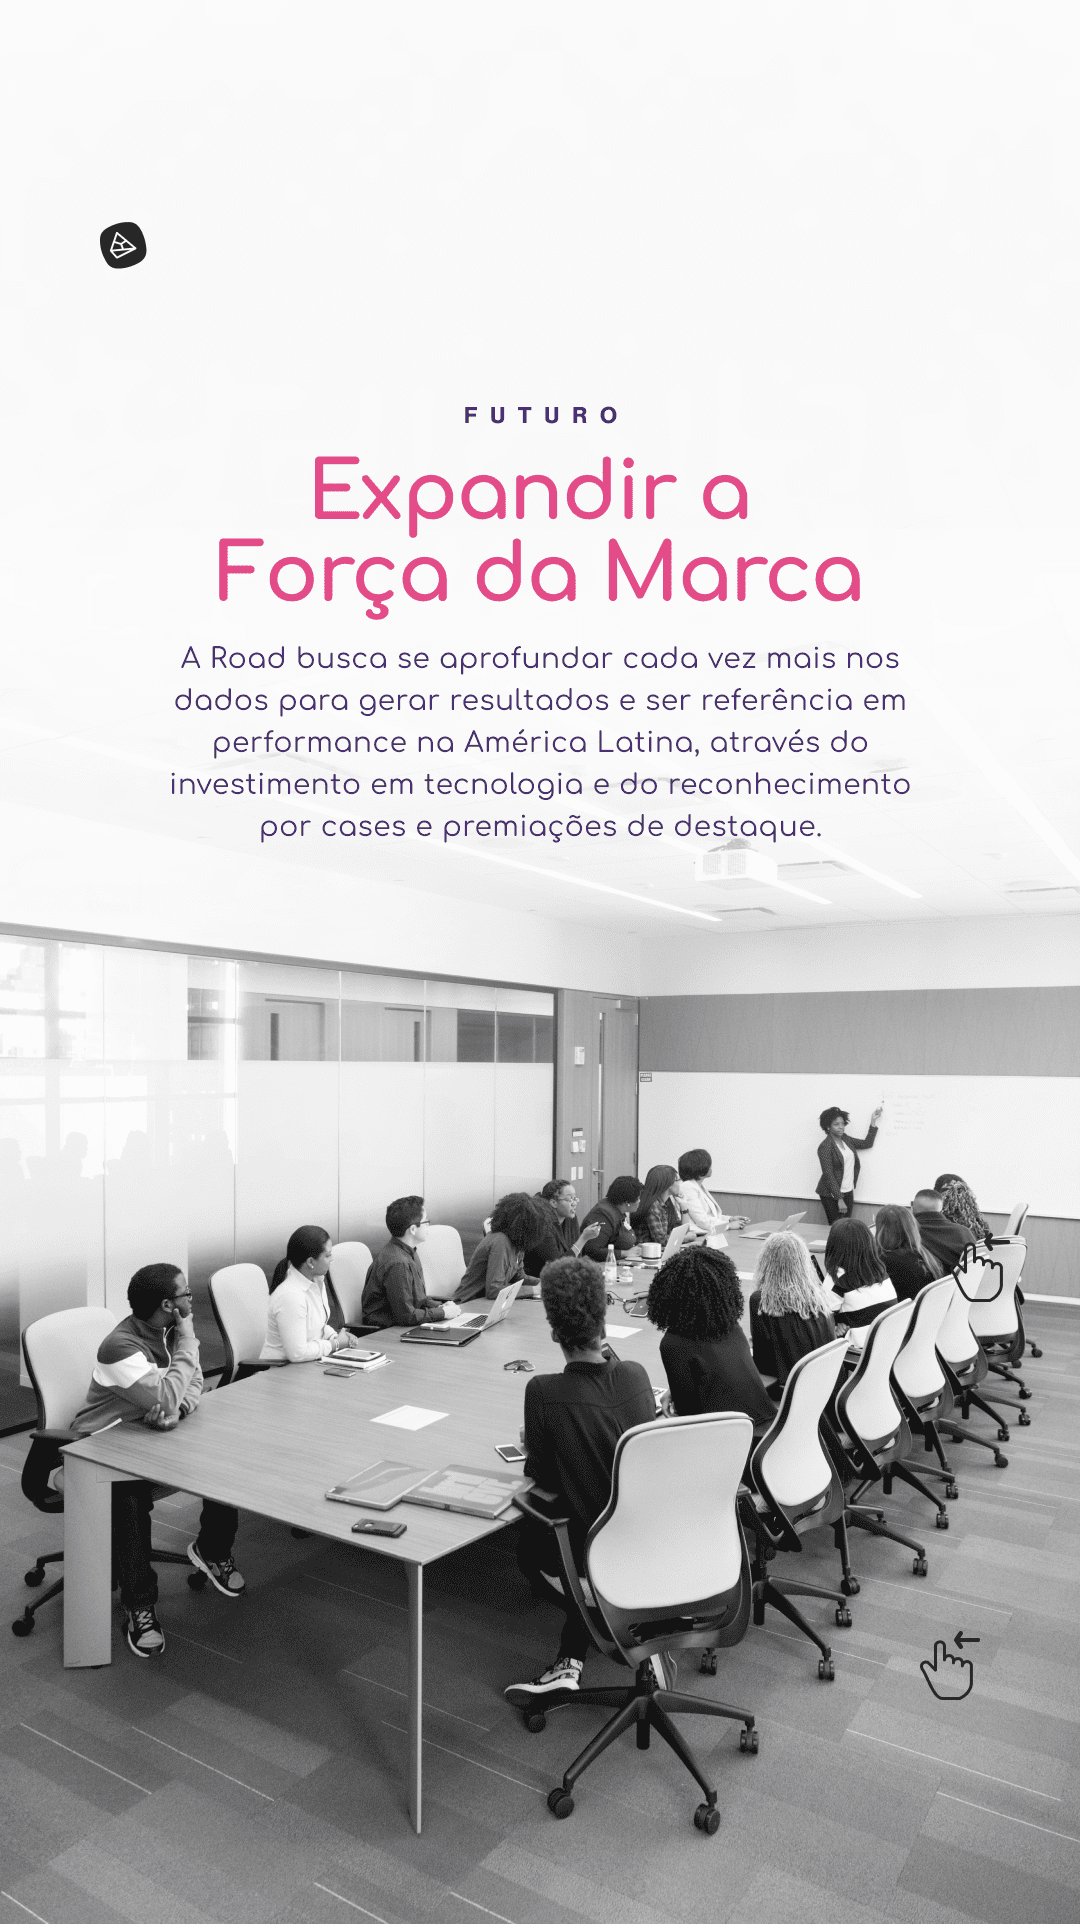 FUTURO
Expandir a
Força da Marca
A Road busca se aprofundar cada vez mais nos
dados para gerar resultados e ser referência em
performance na América Latina, através do
investimento em tecnologia e do reconhecimento
por cases e premiações de destaque.